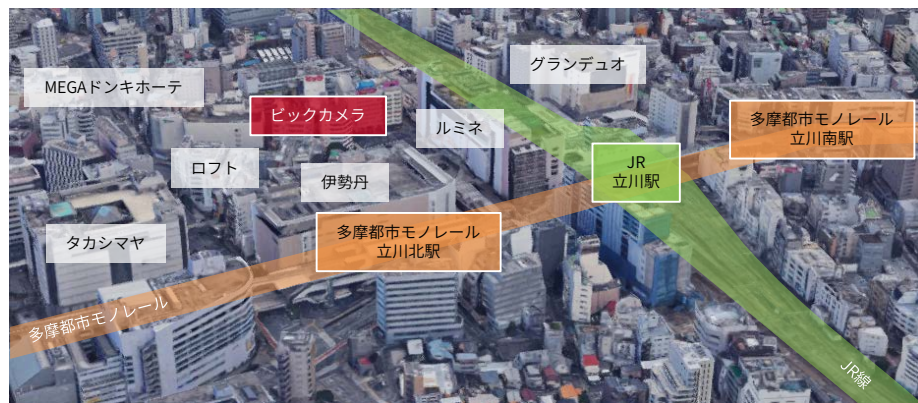 グランデュオ
MEGAドンキホーテ
ビックカメラ
ルミネ
多摩都市モノレール
立川南駅
JR
立川駅
ロフト
伊勢丹
多摩都市モノレール
立川北駅
タカシマヤ
多摩都市モノレール
JR線